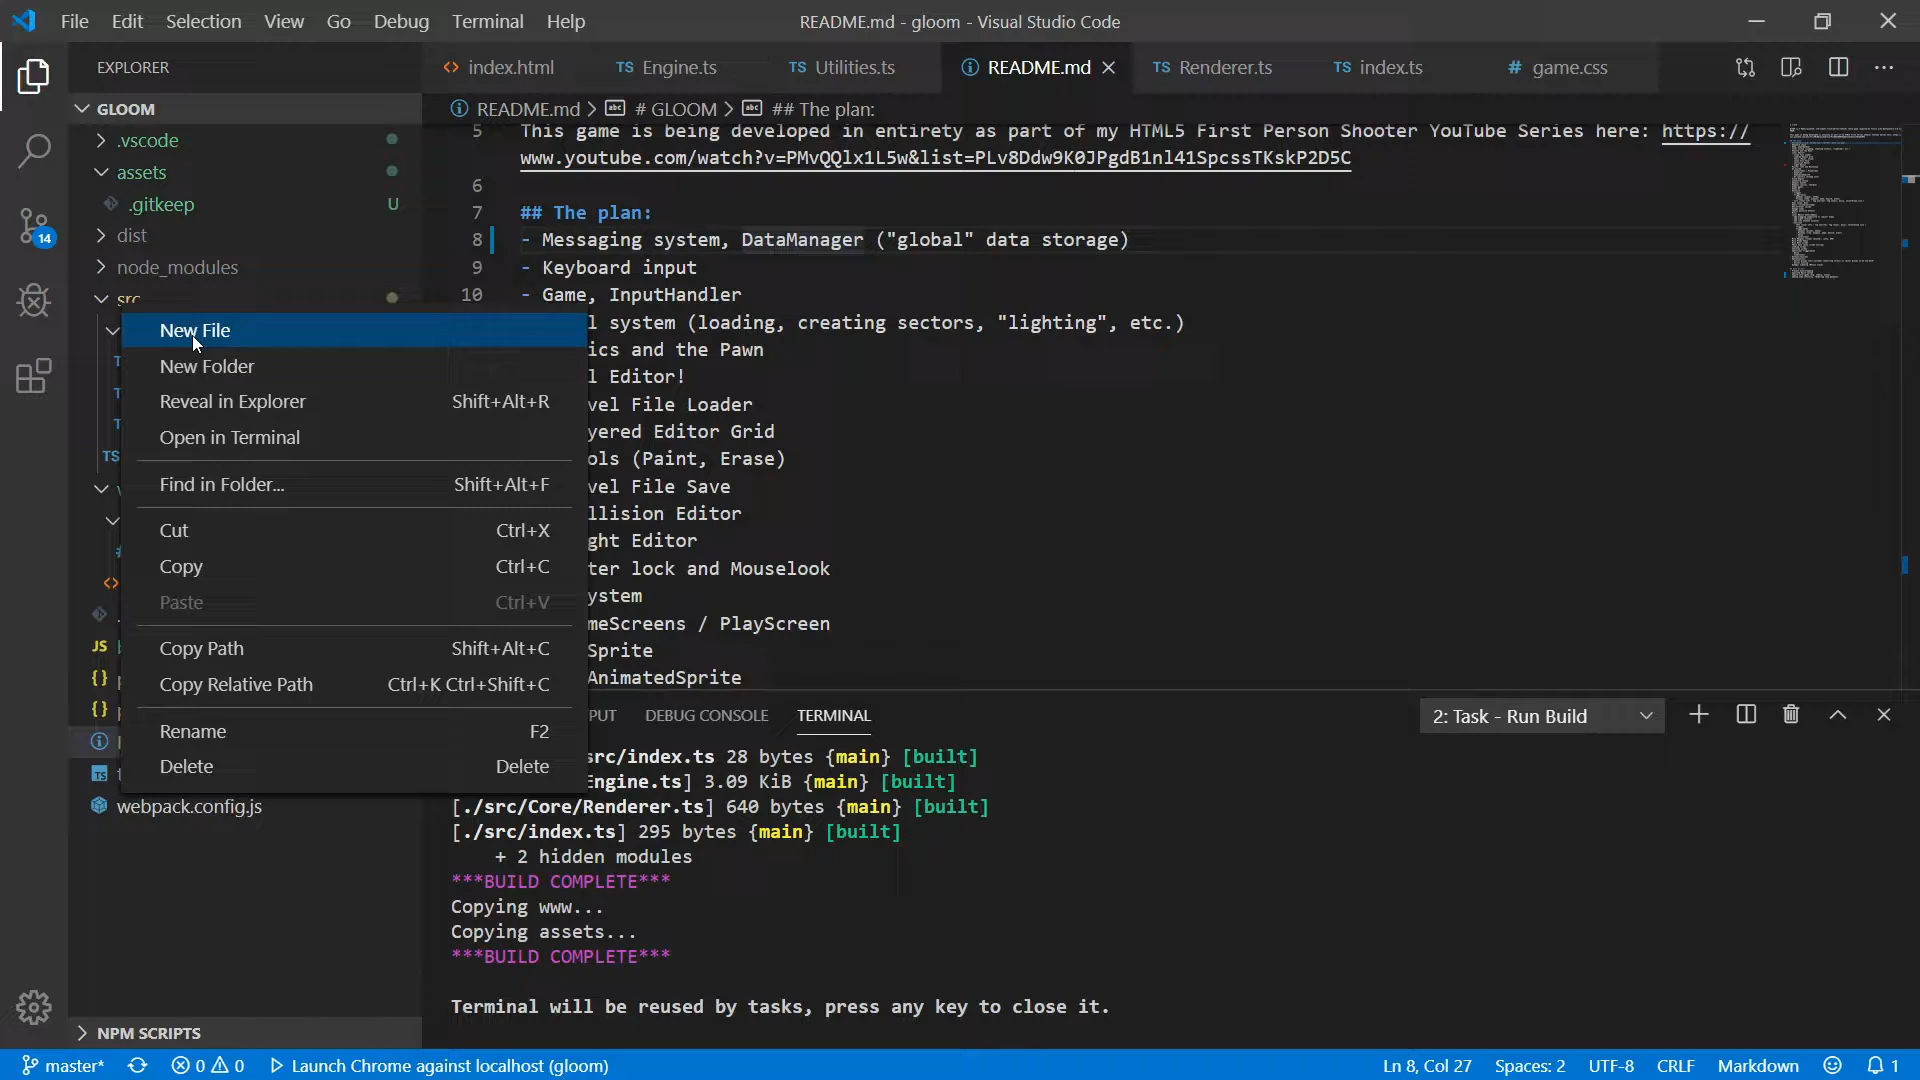 File Edit Selection View Go Debug Terminal Help
README.md - gloom - Visual Studio Code
EXPLORER
<> index.html
TS Engine.ts
TS Utilities.ts
README.md
TS Renderer.ts
TS index.ts
# game.css
GLOOM
README.md > # GLOOM > ## The plan:
.vscode
assets
.gitkeep U
dist
node_modules
src
14
5 This game is being developed in entirety as part of my HTML5 First Person Shooter YouTube Series here: https://
www.youtube.com/watch?v=PMvQQlx1L5w&list=PLv8Ddw9K0JPgdB1nl41SpcssTKskP2D5C
6
7 ## The plan:
8 - Messaging system, DataManager ("global" data storage)
9 - Keyboard input
10 - Game, InputHandler
l system (loading, creating sectors, "lighting", etc.)
ics and the Pawn
l Editor!
vel File Loader
yered Editor Grid
ols (Paint, Erase)
vel File Save
llision Editor
ght Editor
ter lock and Mouselook
ystem
meScreens / PlayScreen
Sprite
AnimatedSprite
New File
New Folder
Reveal in Explorer Shift+Alt+R
Open in Terminal
Find in Folder... Shift+Alt+F
Cut Ctrl+X
Copy Ctrl+C
Paste Ctrl+V
Copy Path Shift+Alt+C
Copy Relative Path Ctrl+K Ctrl+Shift+C
Rename F2
Delete Delete
TS
<>
JS
{}
{}
TS
webpack.config.js
PUT DEBUG CONSOLE TERMINAL
2: Task - Run Build
src/index.ts 28 bytes {main} [built]
Engine.ts] 3.09 KiB {main} [built]
[./src/Core/Renderer.ts] 640 bytes {main} [built]
[./src/index.ts] 295 bytes {main} [built]
+ 2 hidden modules
***BUILD COMPLETE***
Copying www...
Copying assets...
***BUILD COMPLETE***
Terminal will be reused by tasks, press any key to close it.
NPM SCRIPTS
master* 0 0 Launch Chrome against localhost (gloom)
Ln 8, Col 27 Spaces: 2 UTF-8 CRLF Markdown 1